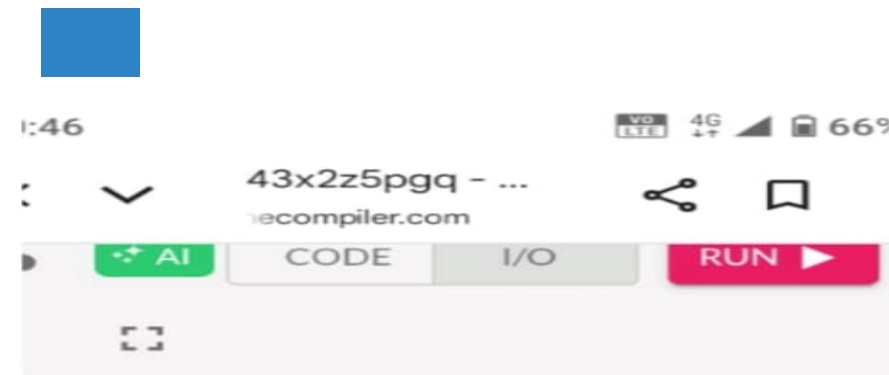 :46 VO LTE 4G 66%
43x2z5pgq - ...
ecompiler.com
AI CODE I/O RUN